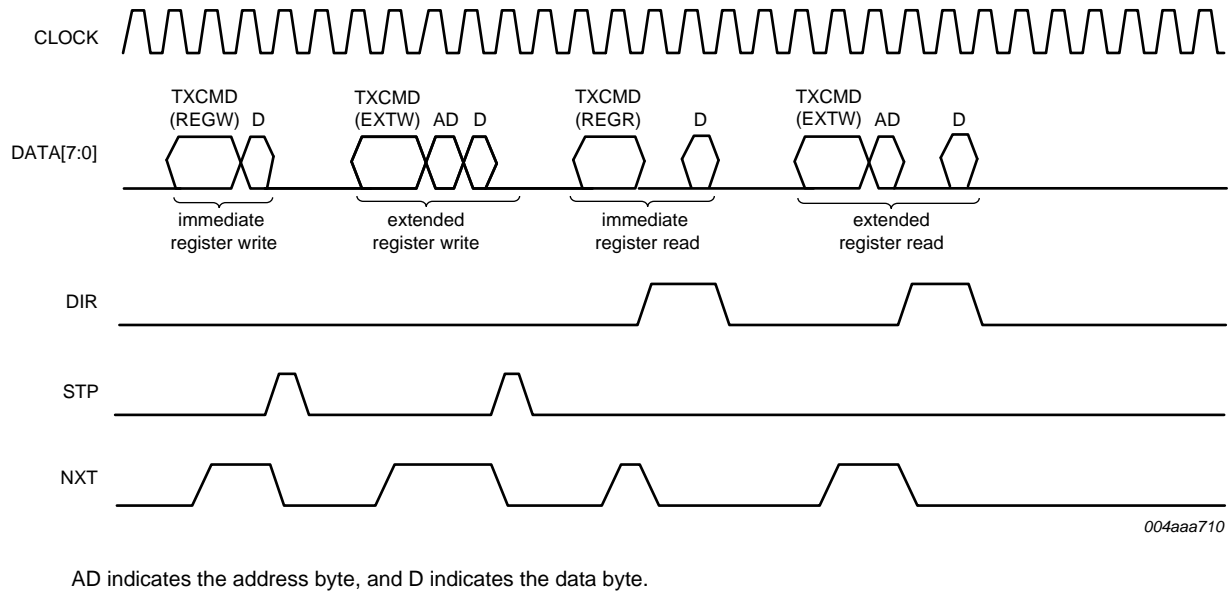 CLOCK
TXCMD
(REGW) D
TXCMD
(EXTW) AD D
TXCMD
(REGR) D
TXCMD
(EXTW) AD D
DATA[7:0]
immediate
register write
extended
register write
immediate
register read
extended
register read
DIR
STP
NXT
004aaa710
AD indicates the address byte, and D indicates the data byte.